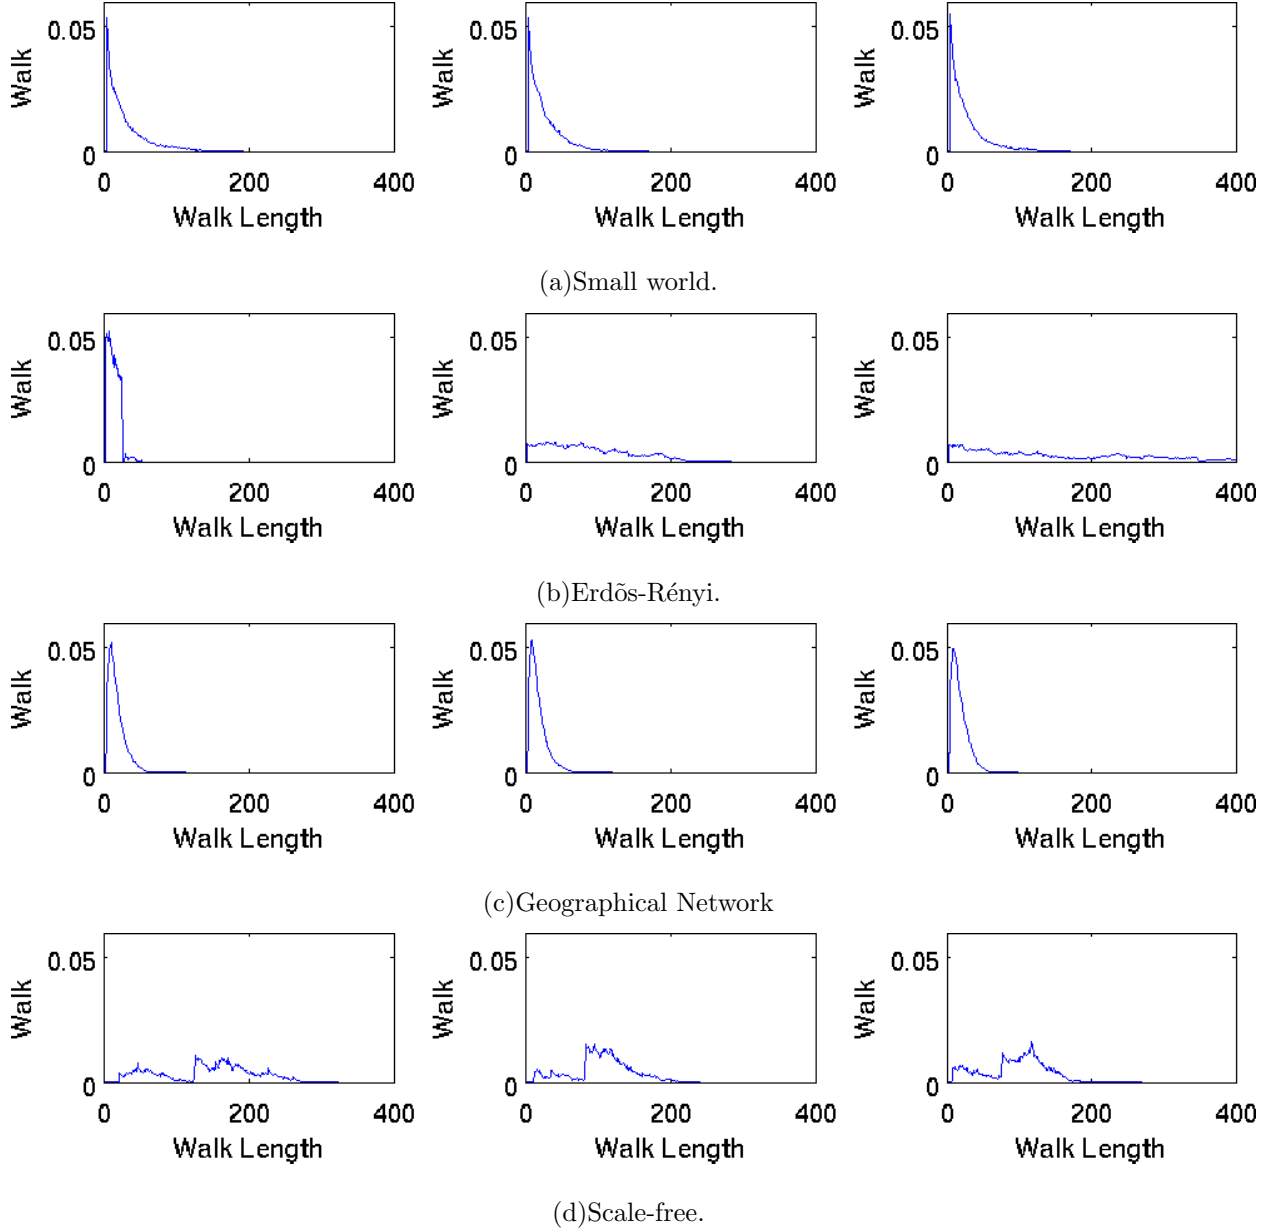 0.05 0.05 0.05
Walk Walk Walk
0 0 0
0 200 400 0 200 400 0 200 400
Walk Length Walk Length Walk Length
(a)Small world.
0.05 0.05 0.05
Walk Walk Walk
0 0 0
0 200 400 0 200 400 0 200 400
Walk Length Walk Length Walk Length
(b)Erdõs-Rényi.
0.05 0.05 0.05
Walk Walk Walk
0 0 0
0 200 400 0 200 400 0 200 400
Walk Length Walk Length Walk Length
(c)Geographical Network
0.05 0.05 0.05
Walk Walk Walk
0 0 0
0 200 400 0 200 400 0 200 400
Walk Length Walk Length Walk Length
(d)Scale-free.